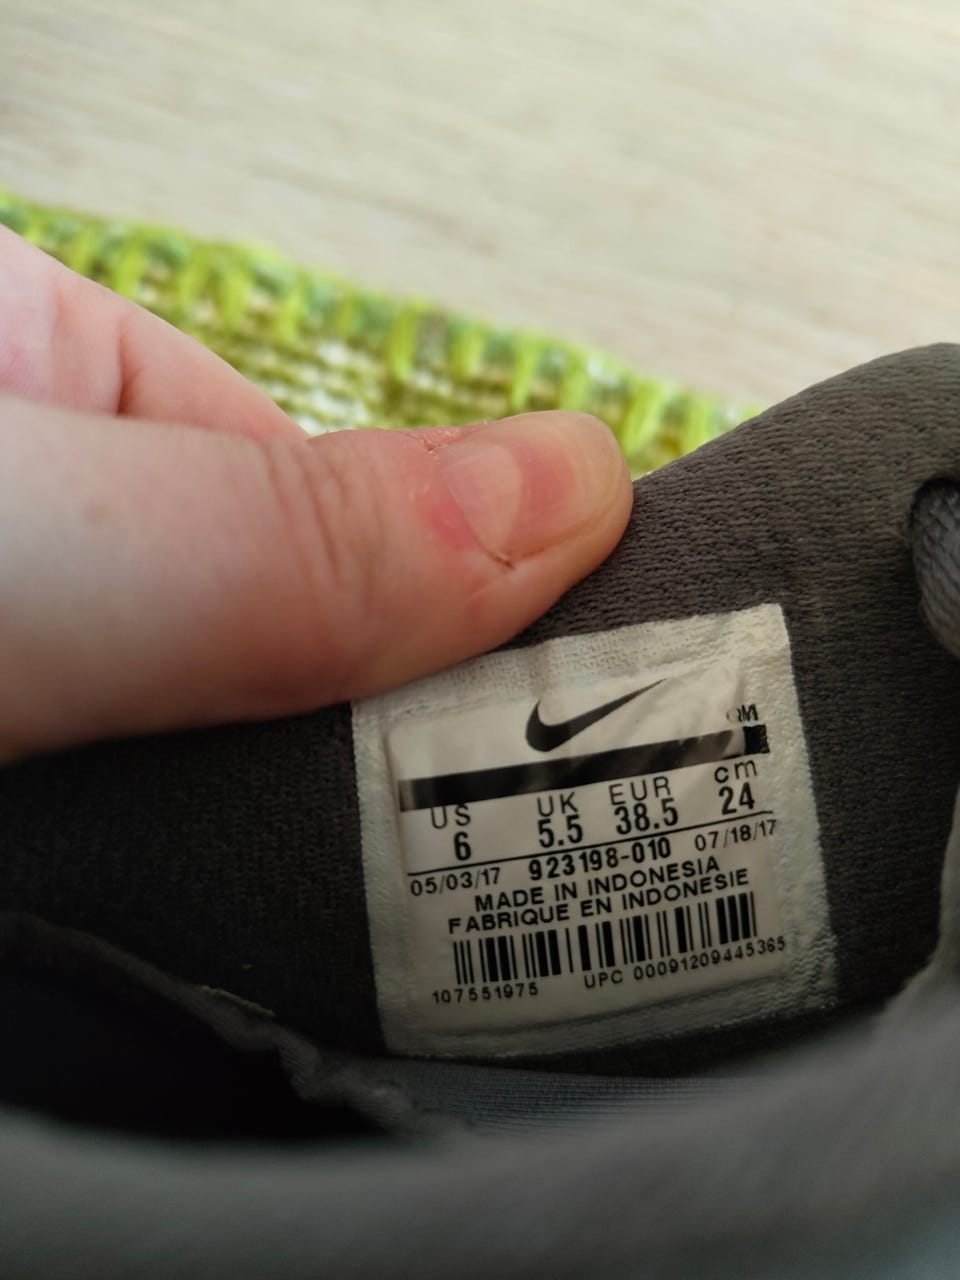 QM
US UK EUR cm
6 5.5 38.5 24
05/03/17 923198-010 07/18/17
MADE IN INDONESIA
FABRIQUE EN INDONESIE
107551975 UPC 00091209445365